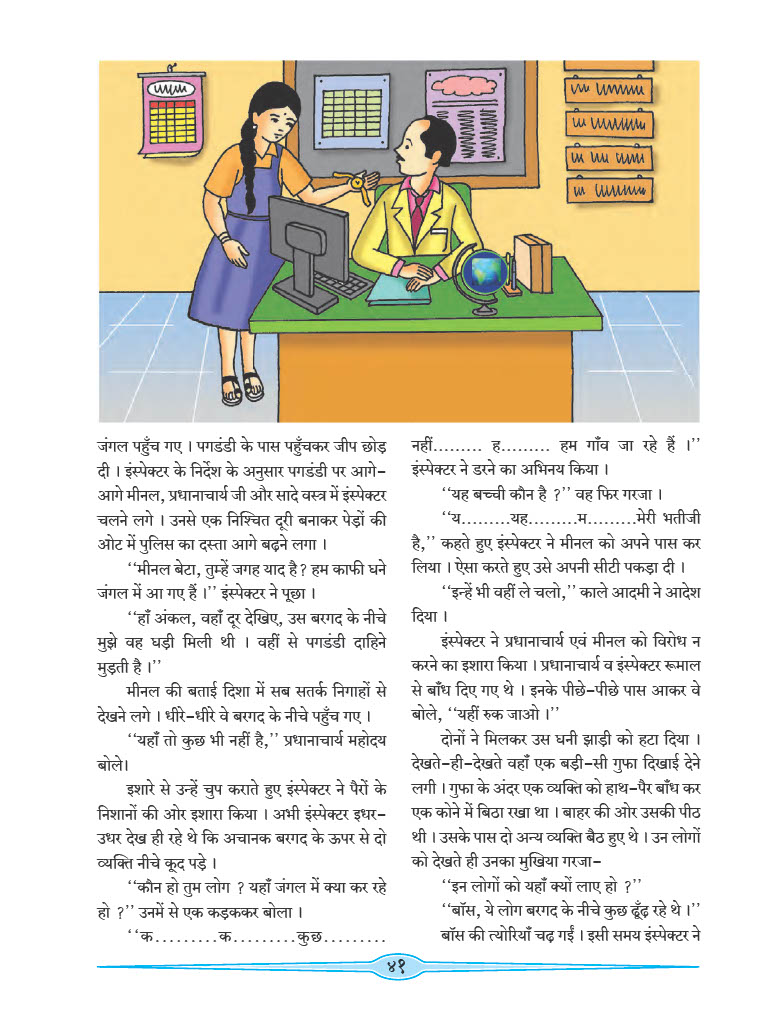 जंगल पहुँच गए । पगडंडी के पास पहुँचकर जीप छोड़
दी । इंस्पेक्टर के निर्देश के अनुसार पगडंडी पर आगे-
आगे मीनल, प्रधानाचार्य जी और सादे वस्त्र में इंस्पेक्टर
चलने लगे । उनसे एक निश्चित दूरी बनाकर पेड़ों की
ओट में पुलिस का दस्ता आगे बढ़ने लगा ।
‘‘मीनल बेटा, तुम्हें जगह याद है? हम काफी घने
जंगल में आ गए हैं ।’’ इंस्पेक्टर ने पूछा ।
‘‘हाँ अंकल, वहाँ दूर देखिए, उस बरगद के नीचे
मुझे वह घड़ी मिली थी । वहीं से पगडंडी दाहिने
मुड़ती है ।’’
मीनल की बताई दिशा में सब सतर्क निगाहों से
देखने लगे । धीरे-धीरे वे बरगद के नीचे पहुँच गए ।
‘‘यहाँ तो कुछ भी नहीं है,’’ प्रधानाचार्य महोदय
बोले।
इशारे से उन्हें चुप कराते हुए इंस्पेक्टर ने पैरों के
निशानों की ओर इशारा किया । अभी इंस्पेक्टर इधर-
उधर देख ही रहे थे कि अचानक बरगद के ऊपर से दो
व्यक्ति नीचे कूद पड़े ।
‘‘कौन हो तुम लोग ? यहाँ जंगल में क्या कर रहे
हो ?’’ उनमें से एक कड़ककर बोला ।
‘‘क.........क.........कुछ.........
नहीं......... ह......... हम गाँव जा रहे हैं ।’’
इंस्पेक्टर ने डरने का अभिनय किया ।
‘‘यह बच्ची कौन है ?’’ वह फिर गरजा ।
‘‘य.........यह.........म.........मेरी भतीजी
है,’’ कहते हुए इंस्पेक्टर ने मीनल को अपने पास कर
लिया । ऐसा करते हुए उसे अपनी सीटी पकड़ा दी ।
‘‘इन्हें भी वहीं ले चलो,’’ काले आदमी ने आदेश
दिया ।
इंस्पेक्टर ने प्रधानाचार्य एवं मीनल को विरोध न
करने का इशारा किया । प्रधानाचार्य व इंस्पेक्टर रूमाल
से बाँध दिए गए थे । इनके पीछे-पीछे पास आकर वे
बोले, ‘‘यहीं रुक जाओ ।’’
दोनों ने मिलकर उस घनी झाड़ी को हटा दिया ।
देखते-ही-देखते वहाँ एक बड़ी-सी गुफा दिखाई देने
लगी । गुफा के अंदर एक व्यक्ति को हाथ-पैर बाँध कर
एक कोने में बिठा रखा था । बाहर की ओर उसकी पीठ
थी । उसके पास दो अन्य व्यक्ति बैठ हुए थे । उन लोगों
को देखते ही उनका मुखिया गरजा-
‘‘इन लोगों को यहाँ क्यों लाए हो ?’’
‘‘बॉस, ये लोग बरगद के नीचे कुछ ढूँढ़ रहे थे ।’’
बॉस की त्योरियाँ चढ़ गईं । इसी समय इंस्पेक्टर ने
४१